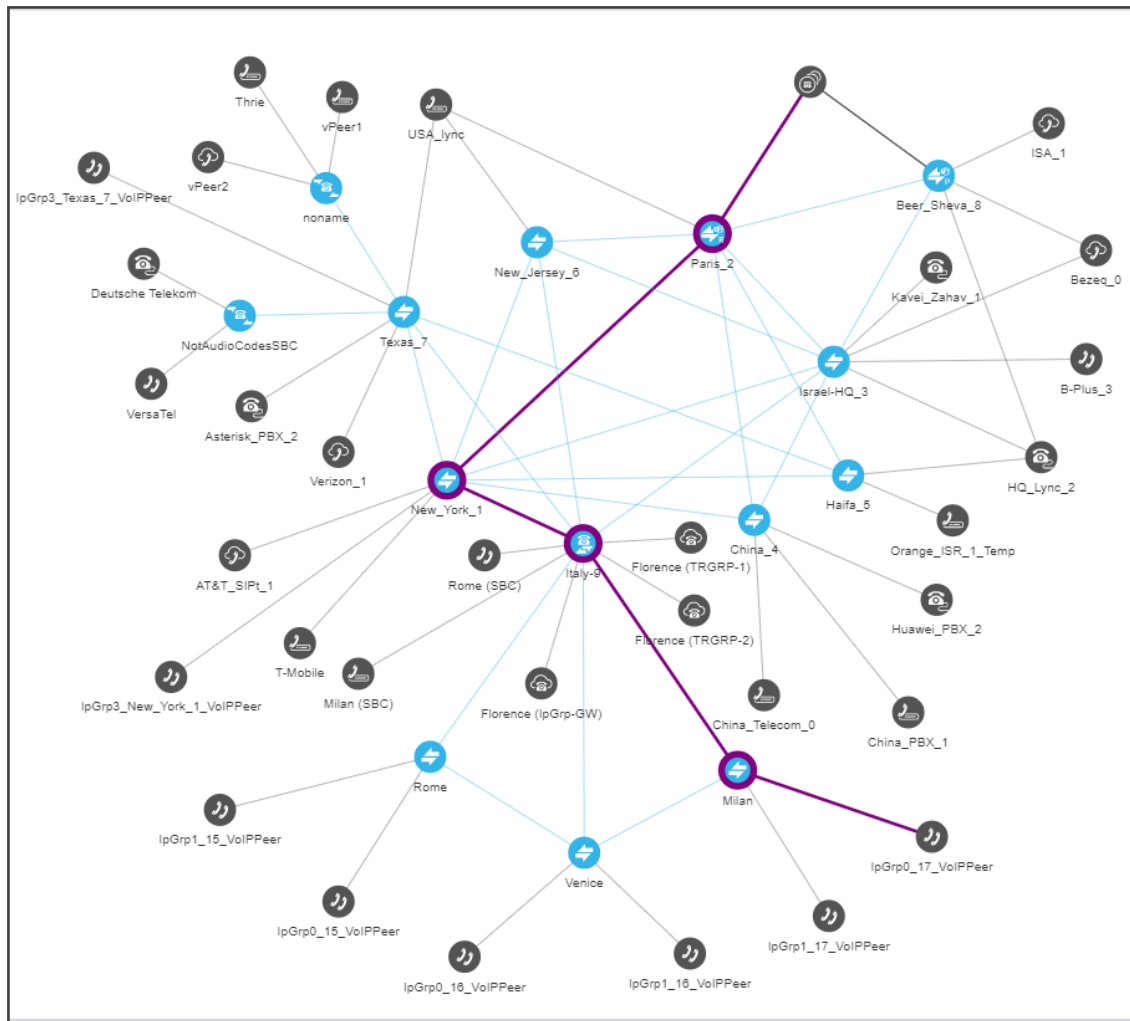 Thrie
vPeer1
USA_lync
ISA_1
vPeer2
IpGrp3_Texas_7_VoIPPeer
noname
Beer_Sheva_8
Paris_2
New_Jersey_6
Bezeq_0
Deutsche Telekom
Kavei_Zahav_1
NotAudioCodesSBC
Texas_7
VersaTel
Israel-HQ_3
B-Plus_3
Asterisk_PBX_2
Verizon_1
HQ_Lync_2
New_York_1
Haifa_5
China_4
Orange_ISR_1_Temp
AT&T_SIPt_1
Rome (SBC)
Italy-9
Florence (TRGRP-1)
Huawei_PBX_2
Florence (TRGRP-2)
T-Mobile
IpGrp3_New_York_1_VoIPPeer
Milan (SBC)
Florence (IpGrp-GW)
China_Telecom_0
China_PBX_1
Rome
Milan
IpGrp1_15_VoIPPeer
IpGrp0_17_VoIPPeer
Venice
IpGrp0_15_VoIPPeer
IpGrp1_17_VoIPPeer
IpGrp0_16_VoIPPeer
IpGrp1_16_VoIPPeer